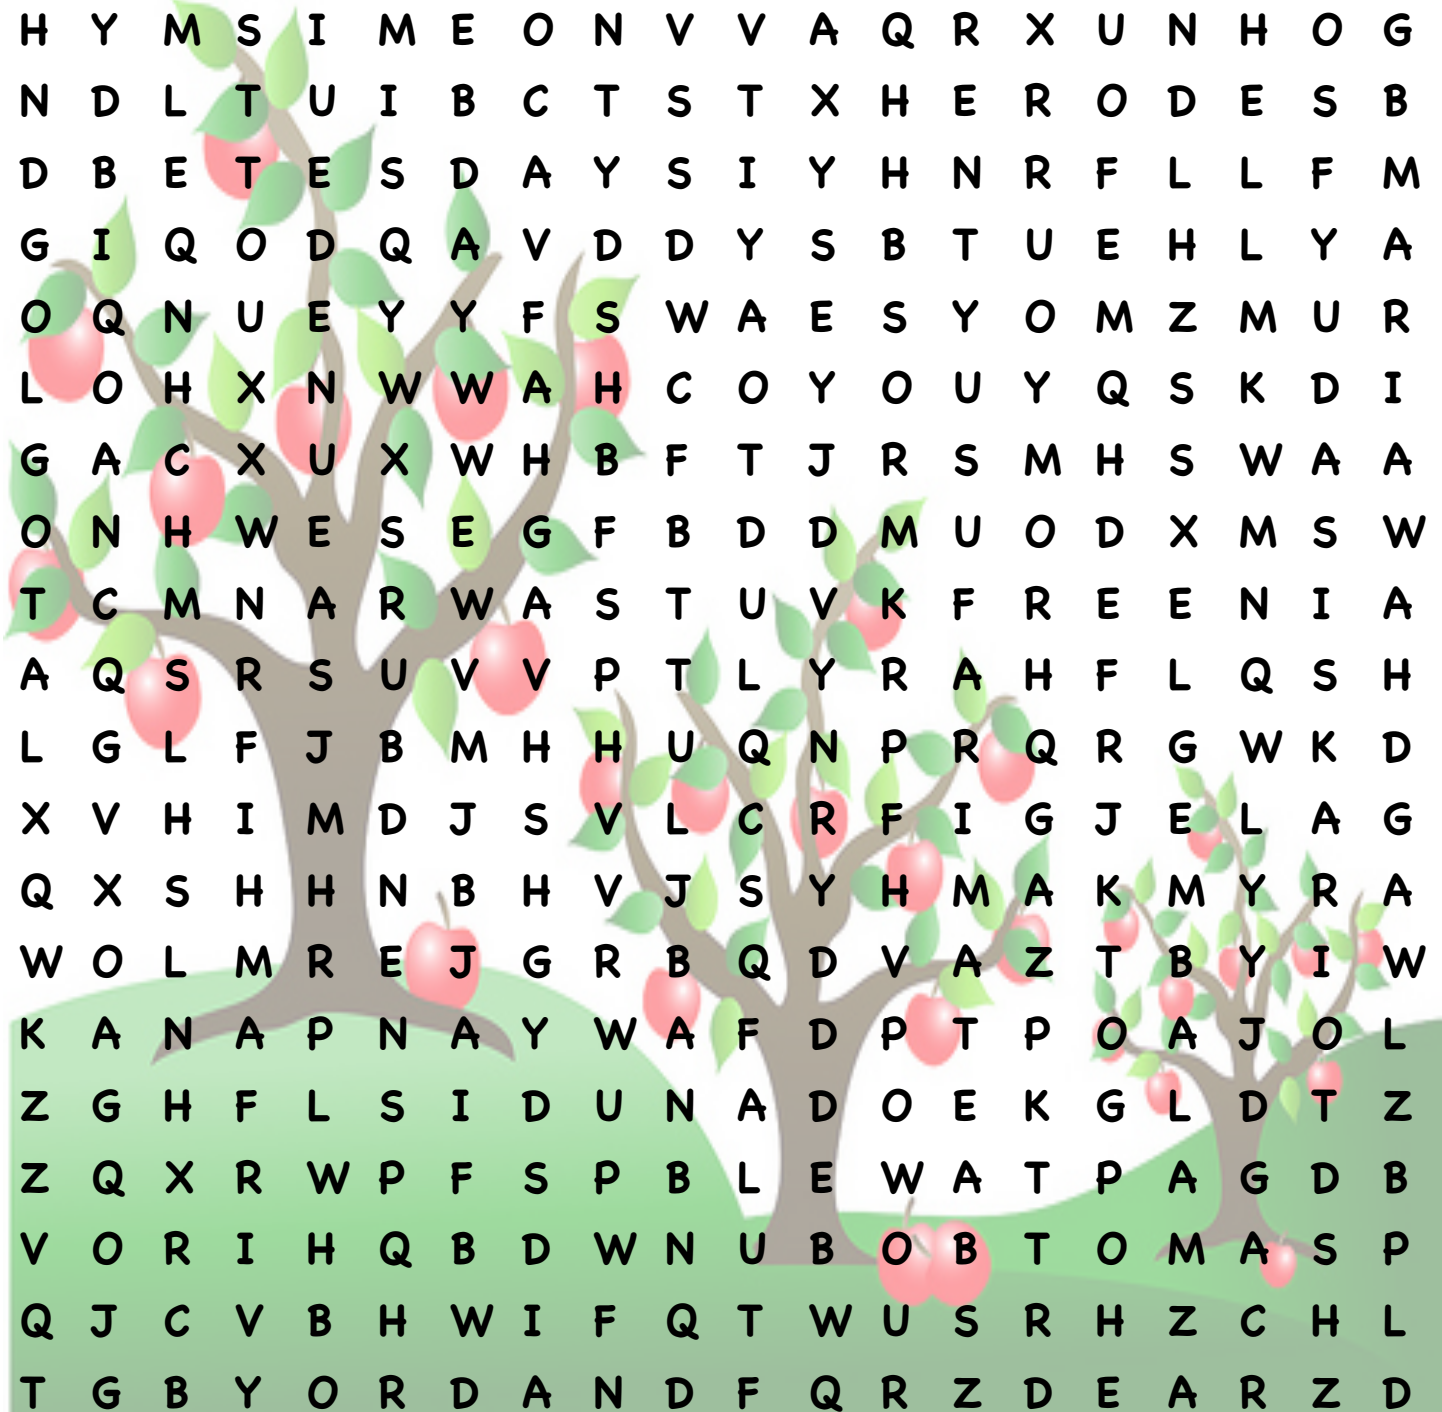 H Y M S I M E O N V V A Q R X U N H O G
N D L T U I B C T S T X H E R O D E S B
D B E T E S D A Y S I Y H N R F L L F M
G I Q O D Q A V D D Y S B T U E H L Y A
O Q N U E Y Y F S W A E S Y O M Z M U R
L O H X N W W A H C O Y O U Y Q S K D I
G A C X U X W H B F T J R S M H S W A A
O N H W E S E G F B D D M U O D X M S W
T C M N A R W A S T U V K F R E E N I A
A Q S R S U V V P T L Y R A H F L Q S H
L G L F J B M H H U Q N P R Q R G W K D
X V H I M D J S V L C R F I G J E L A G
Q X S H H N B H V J S Y H M A K M Y R A
W O L M R E J G R B Q D V A Z T B Y I W
K A N A P N A Y W A F D P T P O A J O L
Z G H F L S I D U N A D O E K G L D T Z
Z Q X R W P F S P B L E W A T P A G D B
V O R I H Q B D W N U B O B T O M A S P
Q J C V B H W I F Q T W U S R H Z C H L
T G B Y O R D A N D F Q R Z D E A R Z D